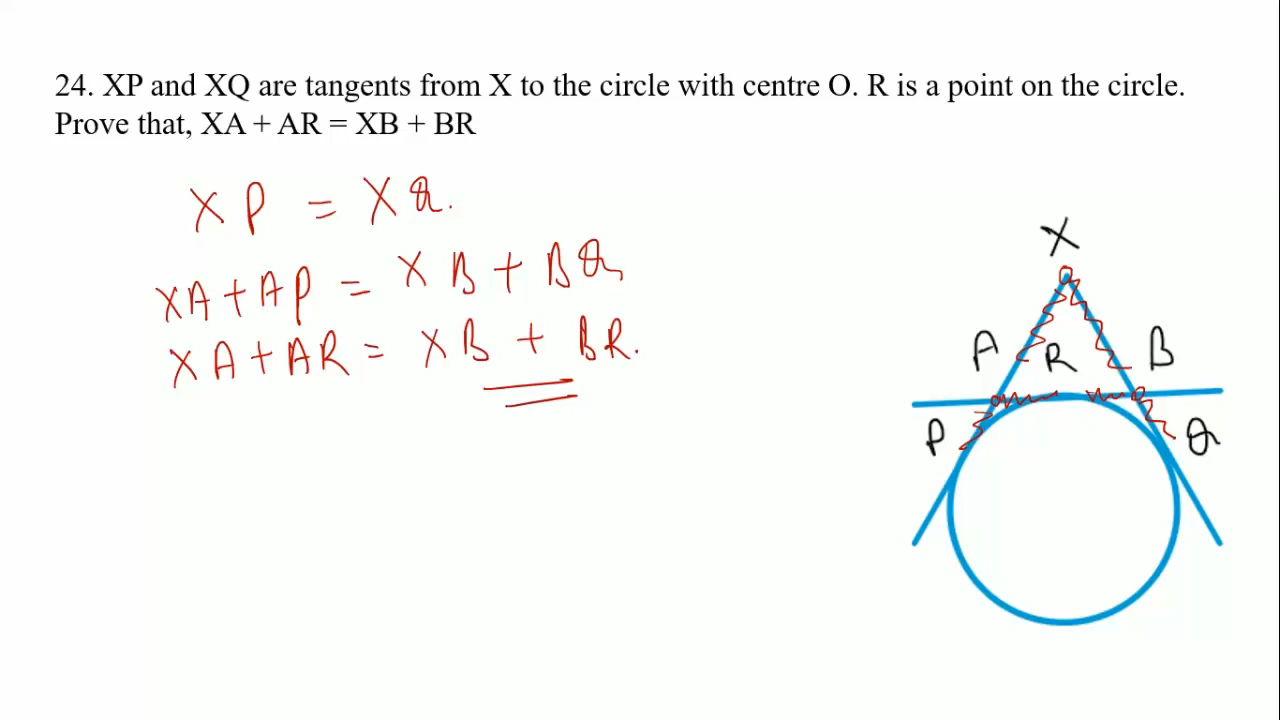 24. XP and XQ are tangents from X to the circle with centre O. R is a point on the circle.
Prove that, XA + AR = XB + BR
XP = XQ.
XA+AP = XB+BQ
XA+AR = XB + BR.
X
A
R
B
P
Q